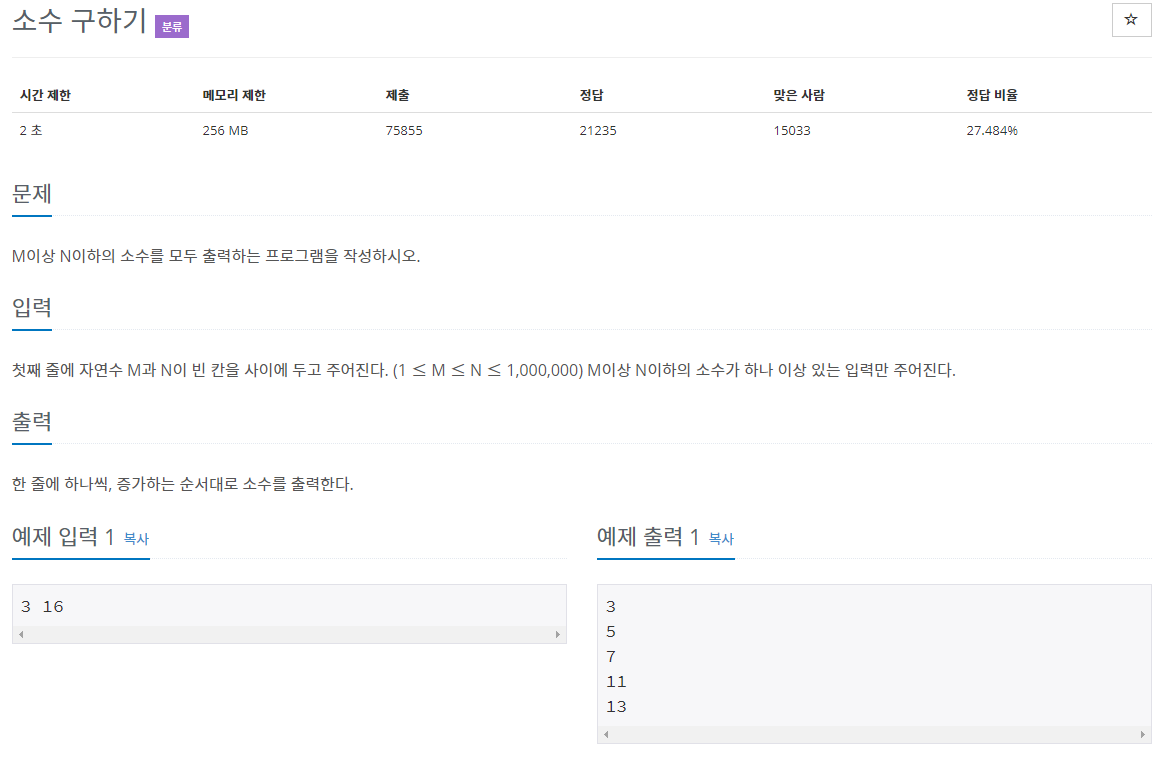 소수 구하기 분류
☆
시간 제한 메모리 제한 제출 정답 맞은 사람 정답 비율
2 초 256 MB 75855 21235 15033 27.484%
문제
M이상 N이하의 소수를 모두 출력하는 프로그램을 작성하시오.
입력
첫째 줄에 자연수 M과 N이 빈 칸을 사이에 두고 주어진다. (1 ≤ M ≤ N ≤ 1,000,000) M이상 N이하의 소수가 하나 이상 있는 입력만 주어진다.
출력
한 줄에 하나씩, 증가하는 순서대로 소수를 출력한다.
예제 입력 1 복사
3 16
예제 출력 1 복사
3
5
7
11
13